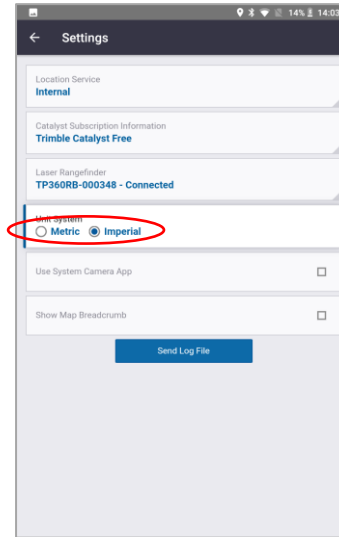 14% 14:03
Settings
Location Service
Internal
Catalyst Subscription Information
Trimble Catalyst Free
Laser Rangefinder
TP360RB-000348 - Connected
Unit System
Metric Imperial
Use System Camera App
Show Map Breadcrumb
Send Log File